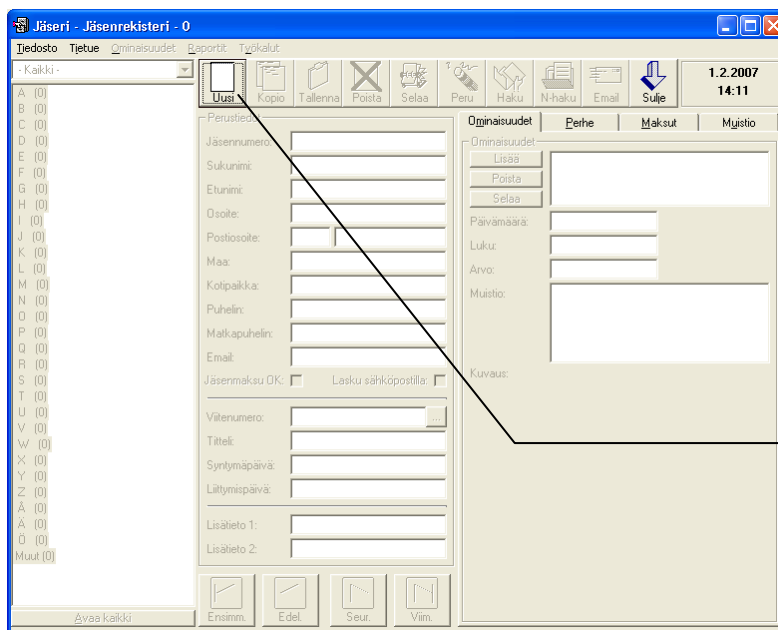 Jäseri - Jäsenrekisteri - 0
Tiedosto Tietue Ominaisuudet Raportit Työkalut
- Kaikki -
Uusi Kopio Tallenna Poista Selaa Peru Haku N-haku Email Sulje
1.2.2007
14:11
A (0)
B (0)
C (0)
D (0)
E (0)
F (0)
G (0)
H (0)
I (0)
J (0)
K (0)
L (0)
M (0)
N (0)
O (0)
P (0)
Q (0)
R (0)
S (0)
T (0)
U (0)
V (0)
W (0)
X (0)
Y (0)
Z (0)
Å (0)
Ä (0)
Ö (0)
Muut (0)
Avaa kaikki
Perustiedot
Jäsennumero:
Sukunimi:
Etunimi:
Osoite:
Postiosoite:
Maa:
Kotipaikka:
Puhelin:
Matkapuhelin:
Email:
Jäsenmaksu OK: Lasku sähköpostilla:
Viitenumero: ...
Titteli:
Syntymäpäivä:
Liittymispäivä:
Lisätieto 1:
Lisätieto 2:
Ensimm. Edel. Seur. Viim.
Ominaisuudet Perhe Maksut Muistio
Ominaisuudet
Lisää
Poista
Selaa
Päivämäärä:
Luku:
Arvo:
Muistio:
Kuvaus: